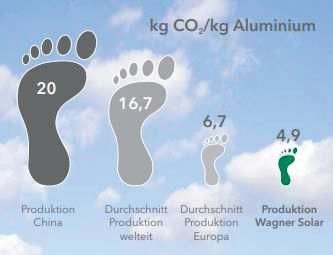 kg CO₂/kg Aluminium
20
16,7
6,7
4,9
Produktion
China
Durchschnitt
Produktion
welteit
Durchschnitt
Produktion
Europa
Produktion
Wagner Solar